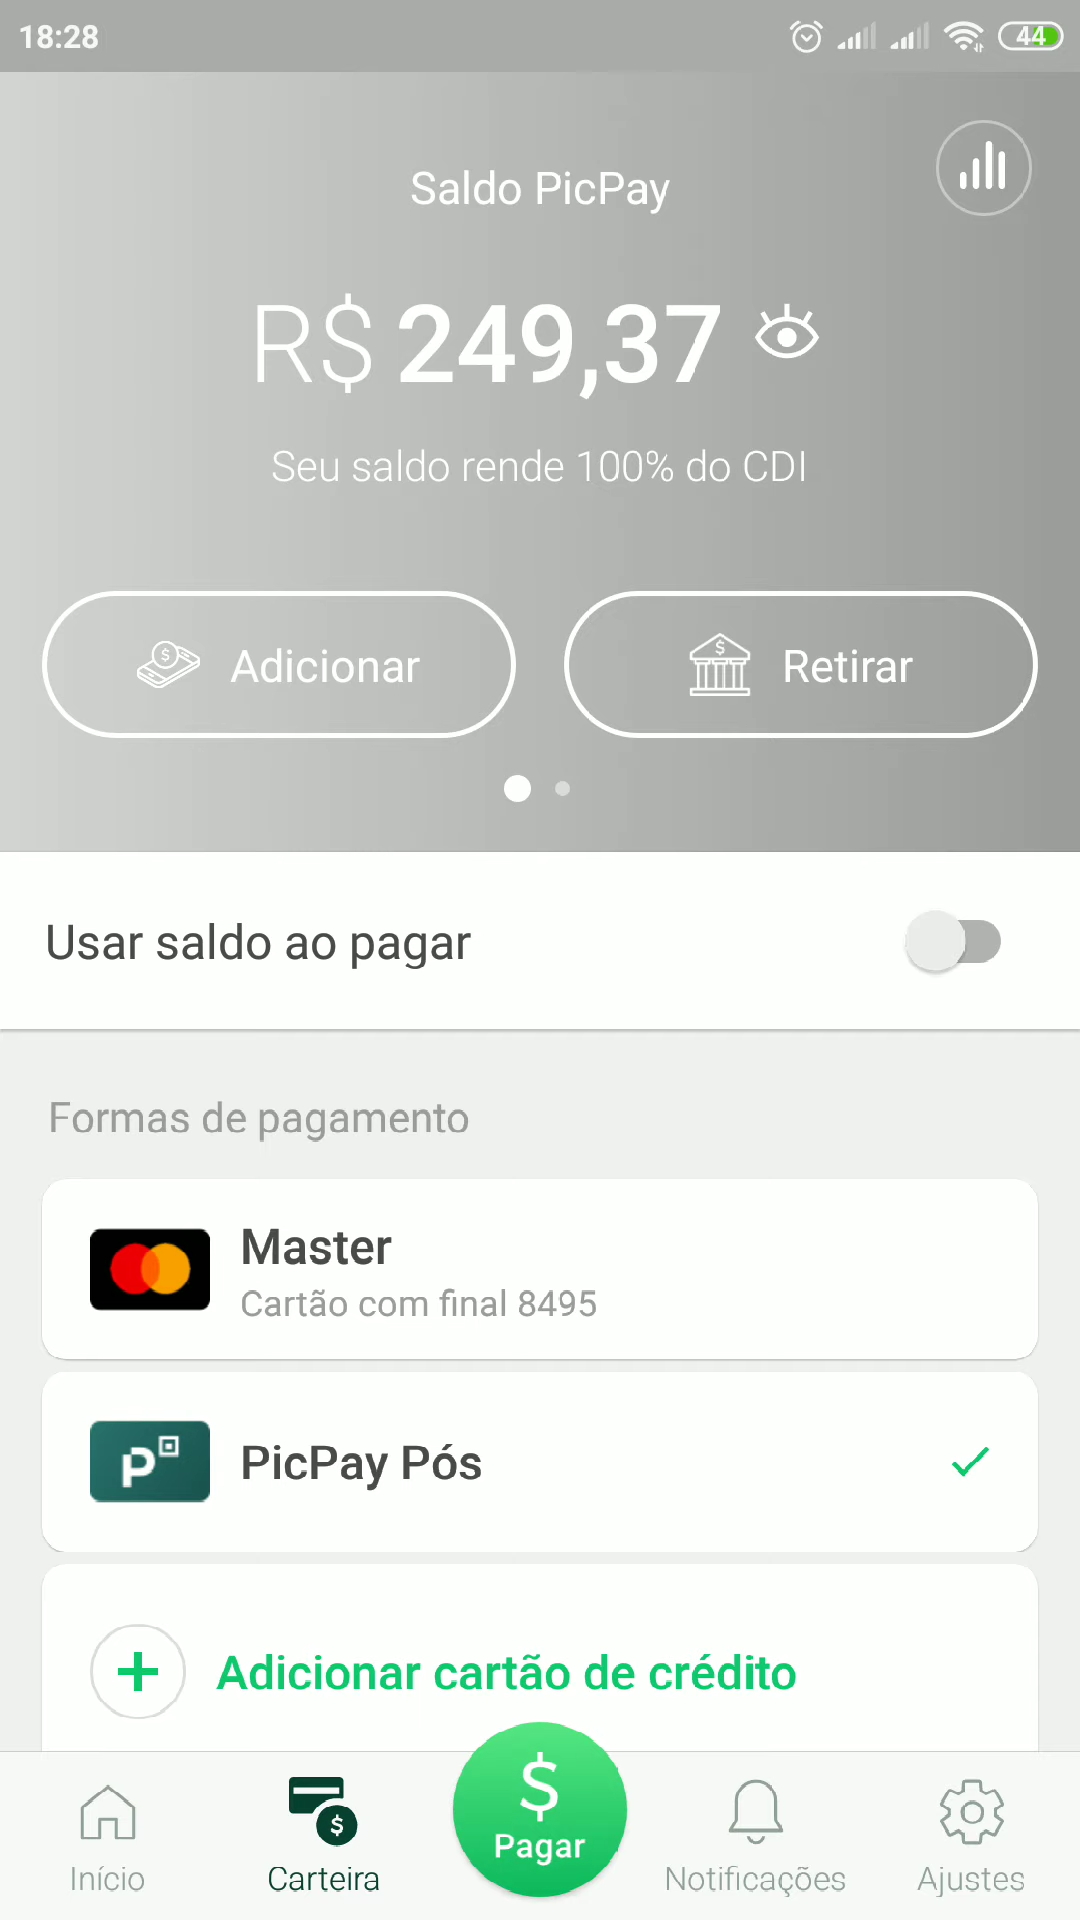 18:28
44
Saldo PicPay
R$ 249,37
Seu saldo rende 100% do CDI
Adicionar
Retirar
Usar saldo ao pagar
Formas de pagamento
Master
Cartão com final 8495
PicPay Pós
Adicionar cartão de crédito
$
Pagar
Início
Carteira
Notificações
Ajustes